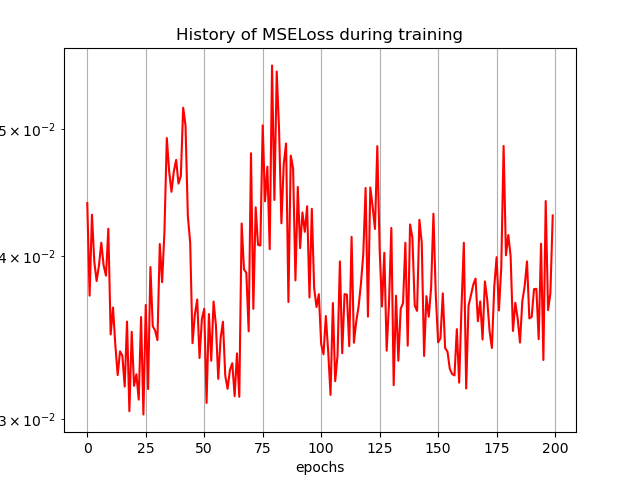 History of MSELoss during training
5 × 10⁻²
4 × 10⁻²
3 × 10⁻²
0 25 50 75 100 125 150 175 200
epochs